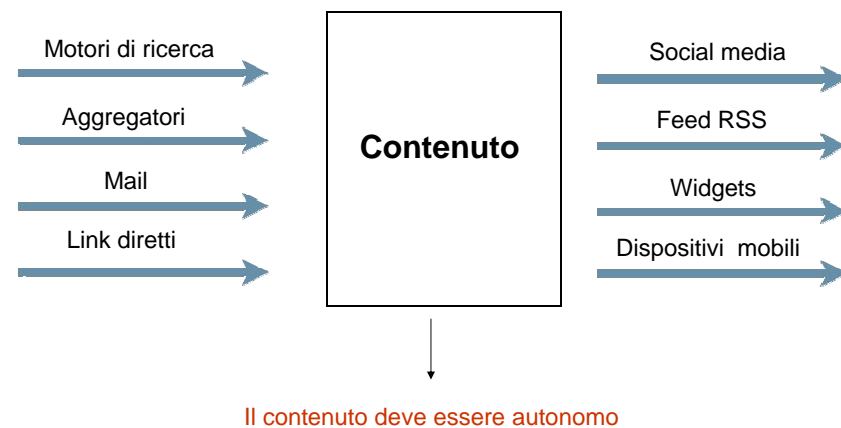 Motori di ricerca
Aggregatori
Mail
Link diretti
Contenuto
Social media
Feed RSS
Widgets
Dispositivi mobili
Il contenuto deve essere autonomo